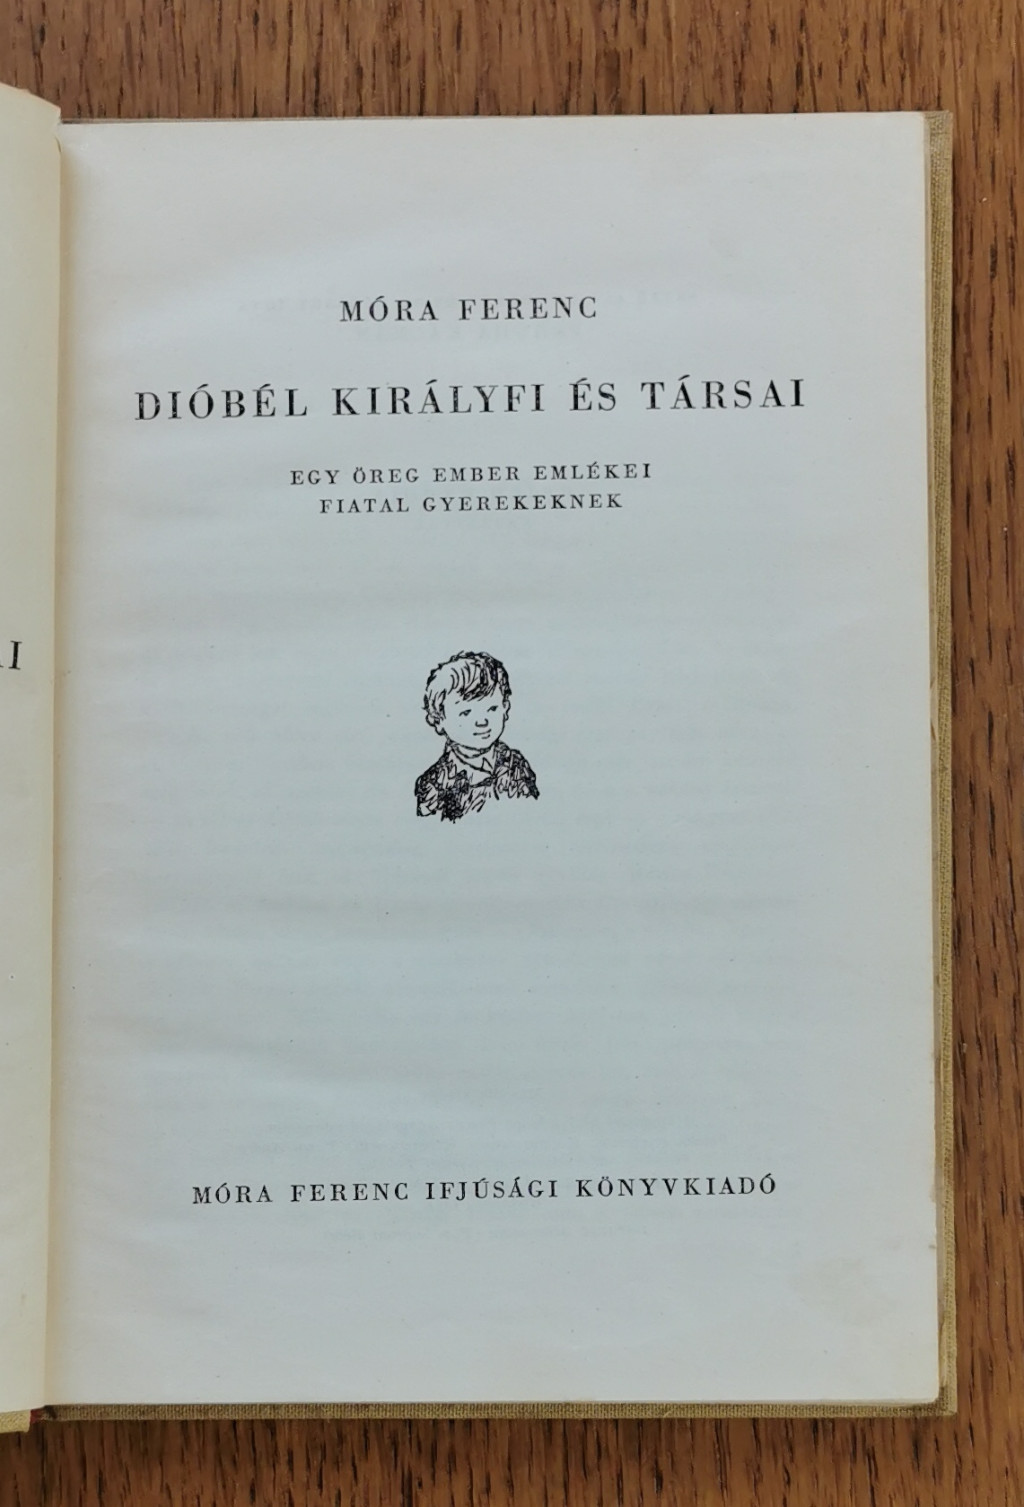 MÓRA FERENC
DIÓBÉL KIRÁLYFI ÉS TÁRSAI
EGY ÖREG EMBER EMLÉKEI
FIATAL GYEREKEKNEK
MÓRA FERENC IFJÚSÁGI KÖNYVKIADÓ